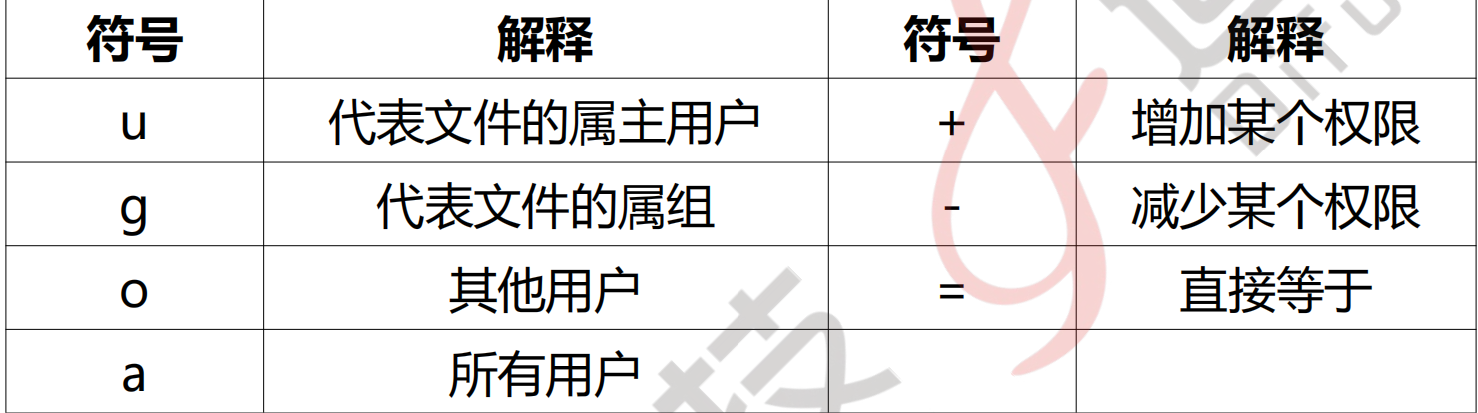 符号 解释 符号 解释
u 代表文件的属主用户 + 增加某个权限
g 代表文件的属组 - 减少某个权限
o 其他用户 = 直接等于
a 所有用户
技